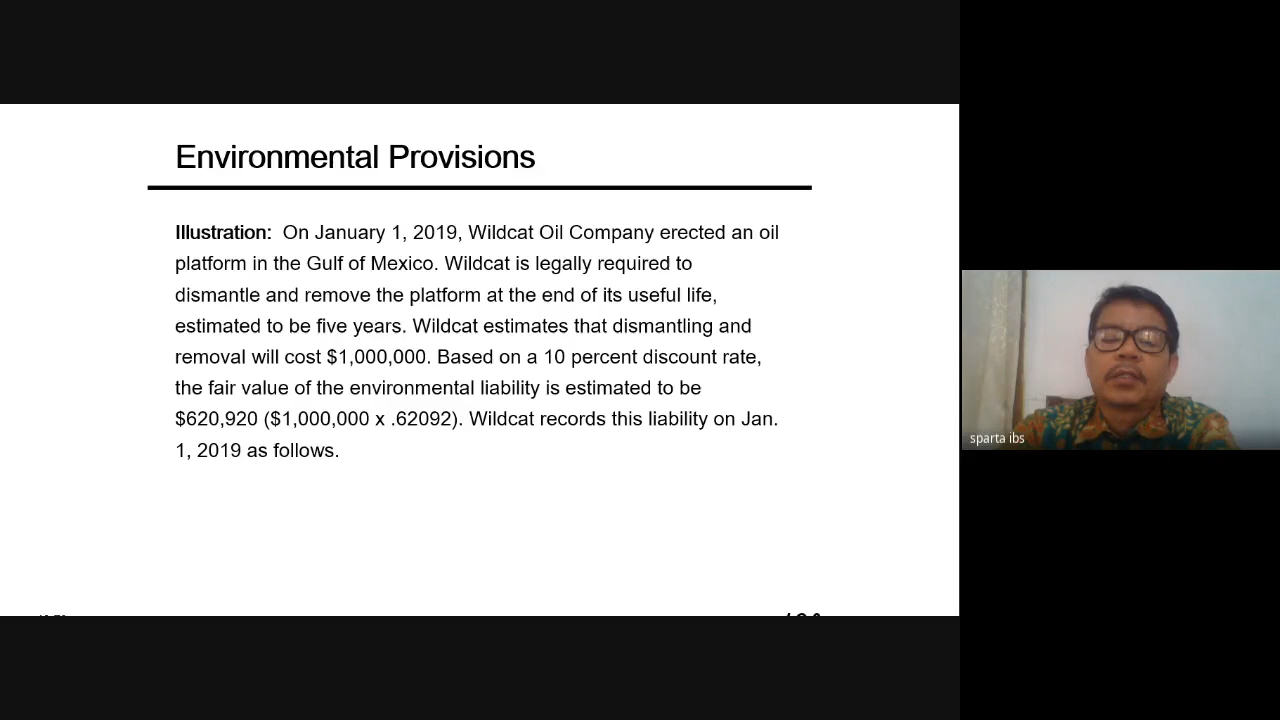 Environmental Provisions
Illustration: On January 1, 2019, Wildcat Oil Company erected an oil
platform in the Gulf of Mexico. Wildcat is legally required to
dismantle and remove the platform at the end of its useful life,
estimated to be five years. Wildcat estimates that dismantling and
removal will cost $1,000,000. Based on a 10 percent discount rate,
the fair value of the environmental liability is estimated to be
$620,920 ($1,000,000 x .62092). Wildcat records this liability on Jan.
1, 2019 as follows.
sparta ibs